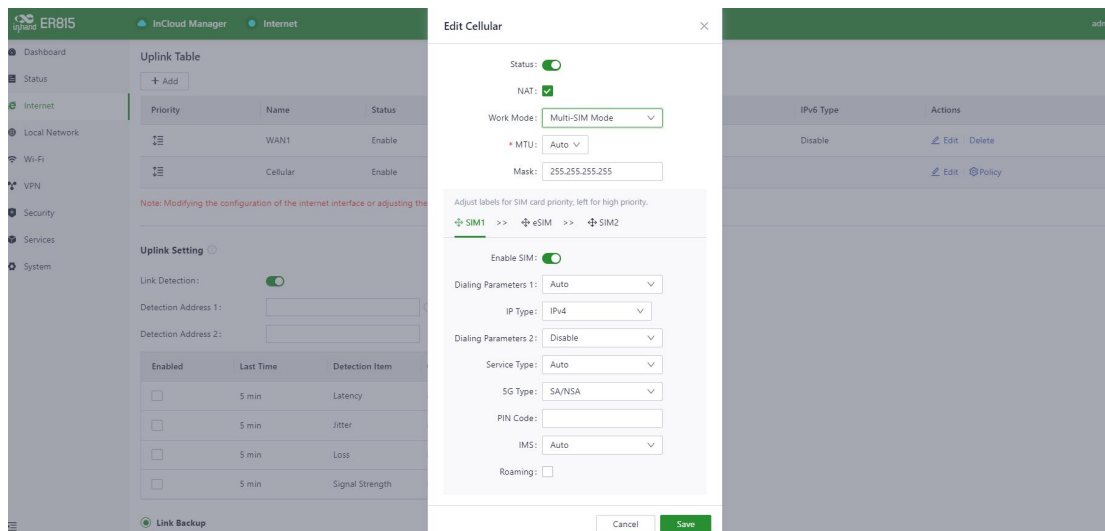 inhand ER815
InCloud Manager
Internet
Dashboard
Status
Internet
Local Network
Wi-Fi
VPN
Security
Services
System
Uplink Table
+ Add
Priority Name Status IPv6 Type Actions
WAN1 Enable Disable Edit Delete
Cellular Enable Edit Policy
Note: Modifying the configuration of the internet interface or adjusting the
Uplink Setting
Link Detection:
Detection Address 1:
Detection Address 2:
Enabled Last Time Detection Item
5 min Latency
5 min Jitter
5 min Loss
5 min Signal Strength
Link Backup
Edit Cellular
Status:
NAT:
Work Mode: Multi-SIM Mode
* MTU: Auto
Mask: 255.255.255.255
Adjust labels for SIM card priority, left for high priority.
SIM1 >> eSIM >> SIM2
Enable SIM:
Dialing Parameters 1: Auto
IP Type: IPv4
Dialing Parameters 2: Disable
Service Type: Auto
5G Type: SA/NSA
PIN Code:
IMS: Auto
Roaming:
Cancel Save